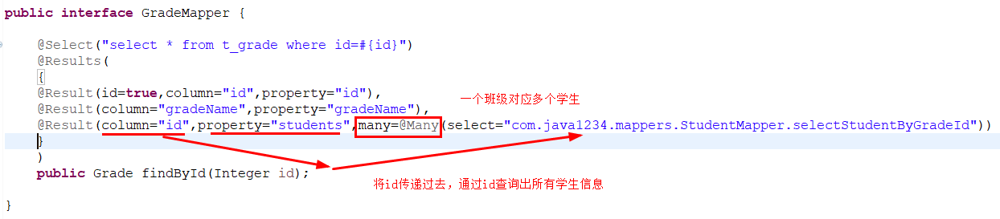 public interface GradeMapper {
@Select("select * from t_grade where id=#{id}")
@Results(
{
@Result(id=true,column="id",property="id"),
一个班级对应多个学生
@Result(column="gradeName",property="gradeName"),
@Result(column="id",property="students",many=@Many(select="com.java1234.mappers.StudentMapper.selectStudentByGradeId"))
}
)
public Grade findById(Integer id);
将id传递过去，通过id查询出所有学生信息
}